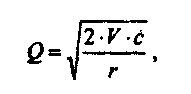 Q = √(2·V·c / r),